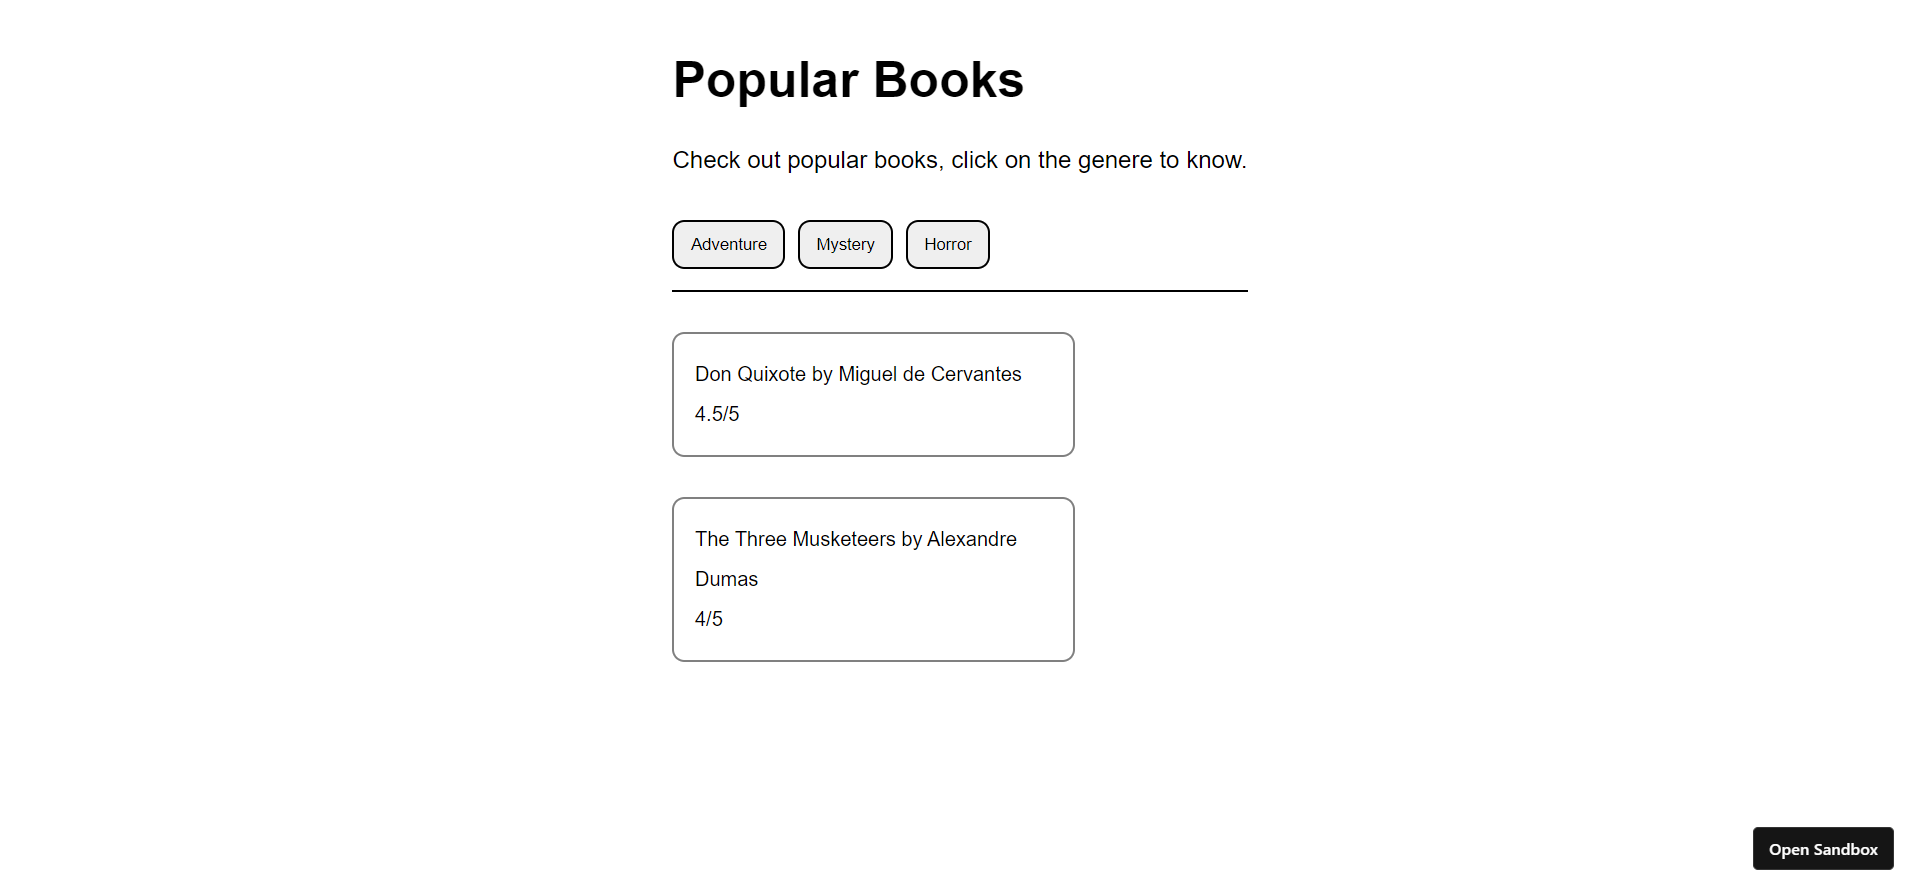 Popular Books
Check out popular books, click on the genere to know.
Adventure Mystery Horror
Don Quixote by Miguel de Cervantes
4.5/5
The Three Musketeers by Alexandre
Dumas
4/5
Open Sandbox